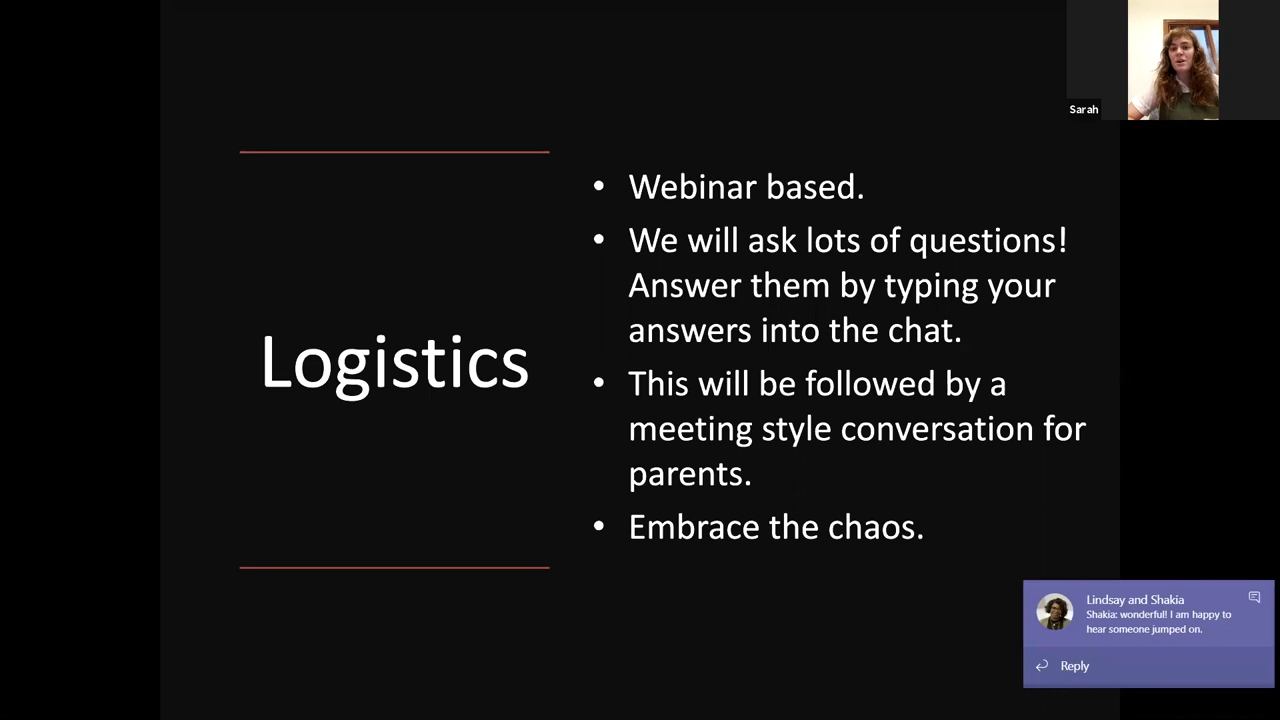 Sarah
Logistics
• Webinar based.
• We will ask lots of questions!
Answer them by typing your
answers into the chat.
• This will be followed by a
meeting style conversation for
parents.
• Embrace the chaos.
Lindsay and Shakia
Shakia: wonderful! I am happy to
hear someone jumped on.
Reply